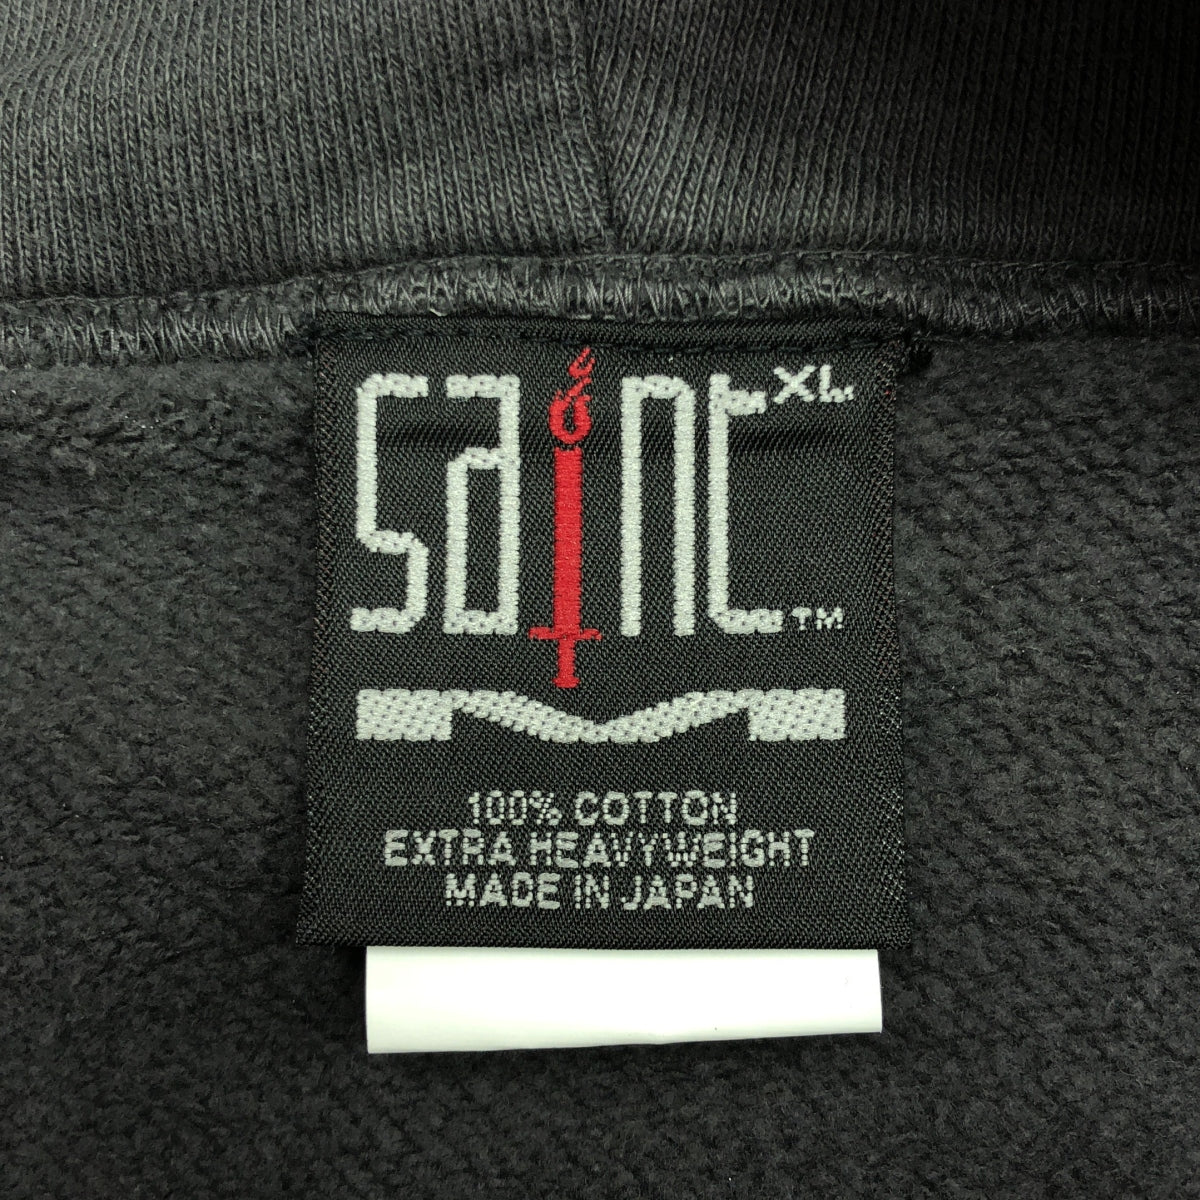 SAINT XL
TM
M
100% COTTON
EXTRA HEAVYWEIGHT
MADE IN JAPAN